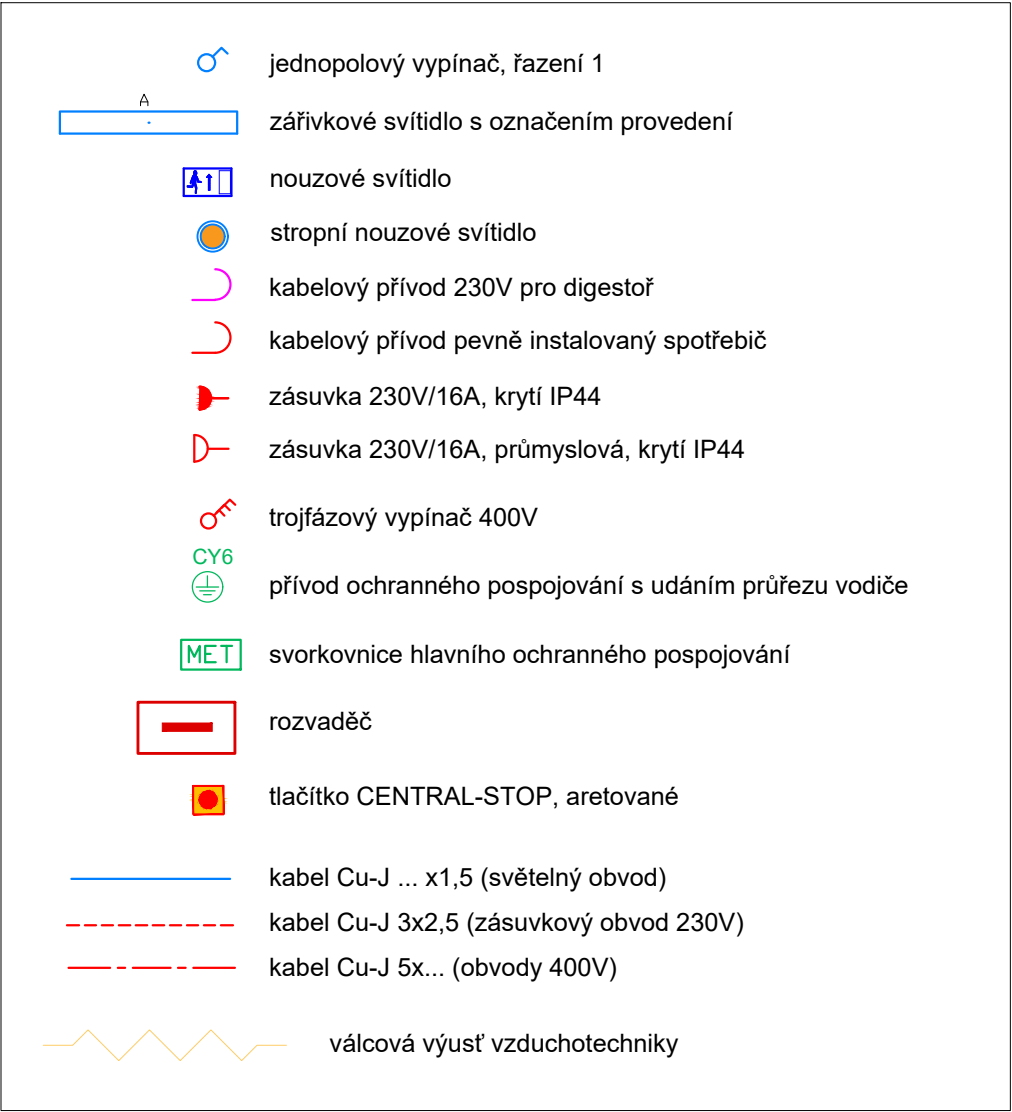 jednopolový vypínač, řazení 1
A
zářivkové svítidlo s označením provedení
nouzové svítidlo
stropní nouzové svítidlo
kabelový přívod 230V pro digestoř
kabelový přívod pevně instalovaný spotřebič
zásuvka 230V/16A, krytí IP44
zásuvka 230V/16A, průmyslová, krytí IP44
trojfázový vypínač 400V
CY6
přívod ochranného pospojování s udáním průřezu vodiče
MET svorkovnice hlavního ochranného pospojování
rozvaděč
tlačítko CENTRAL-STOP, aretované
kabel Cu-J ... x1,5 (světelný obvod)
kabel Cu-J 3x2,5 (zásuvkový obvod 230V)
kabel Cu-J 5x... (obvody 400V)
válcová výusť vzduchotechniky